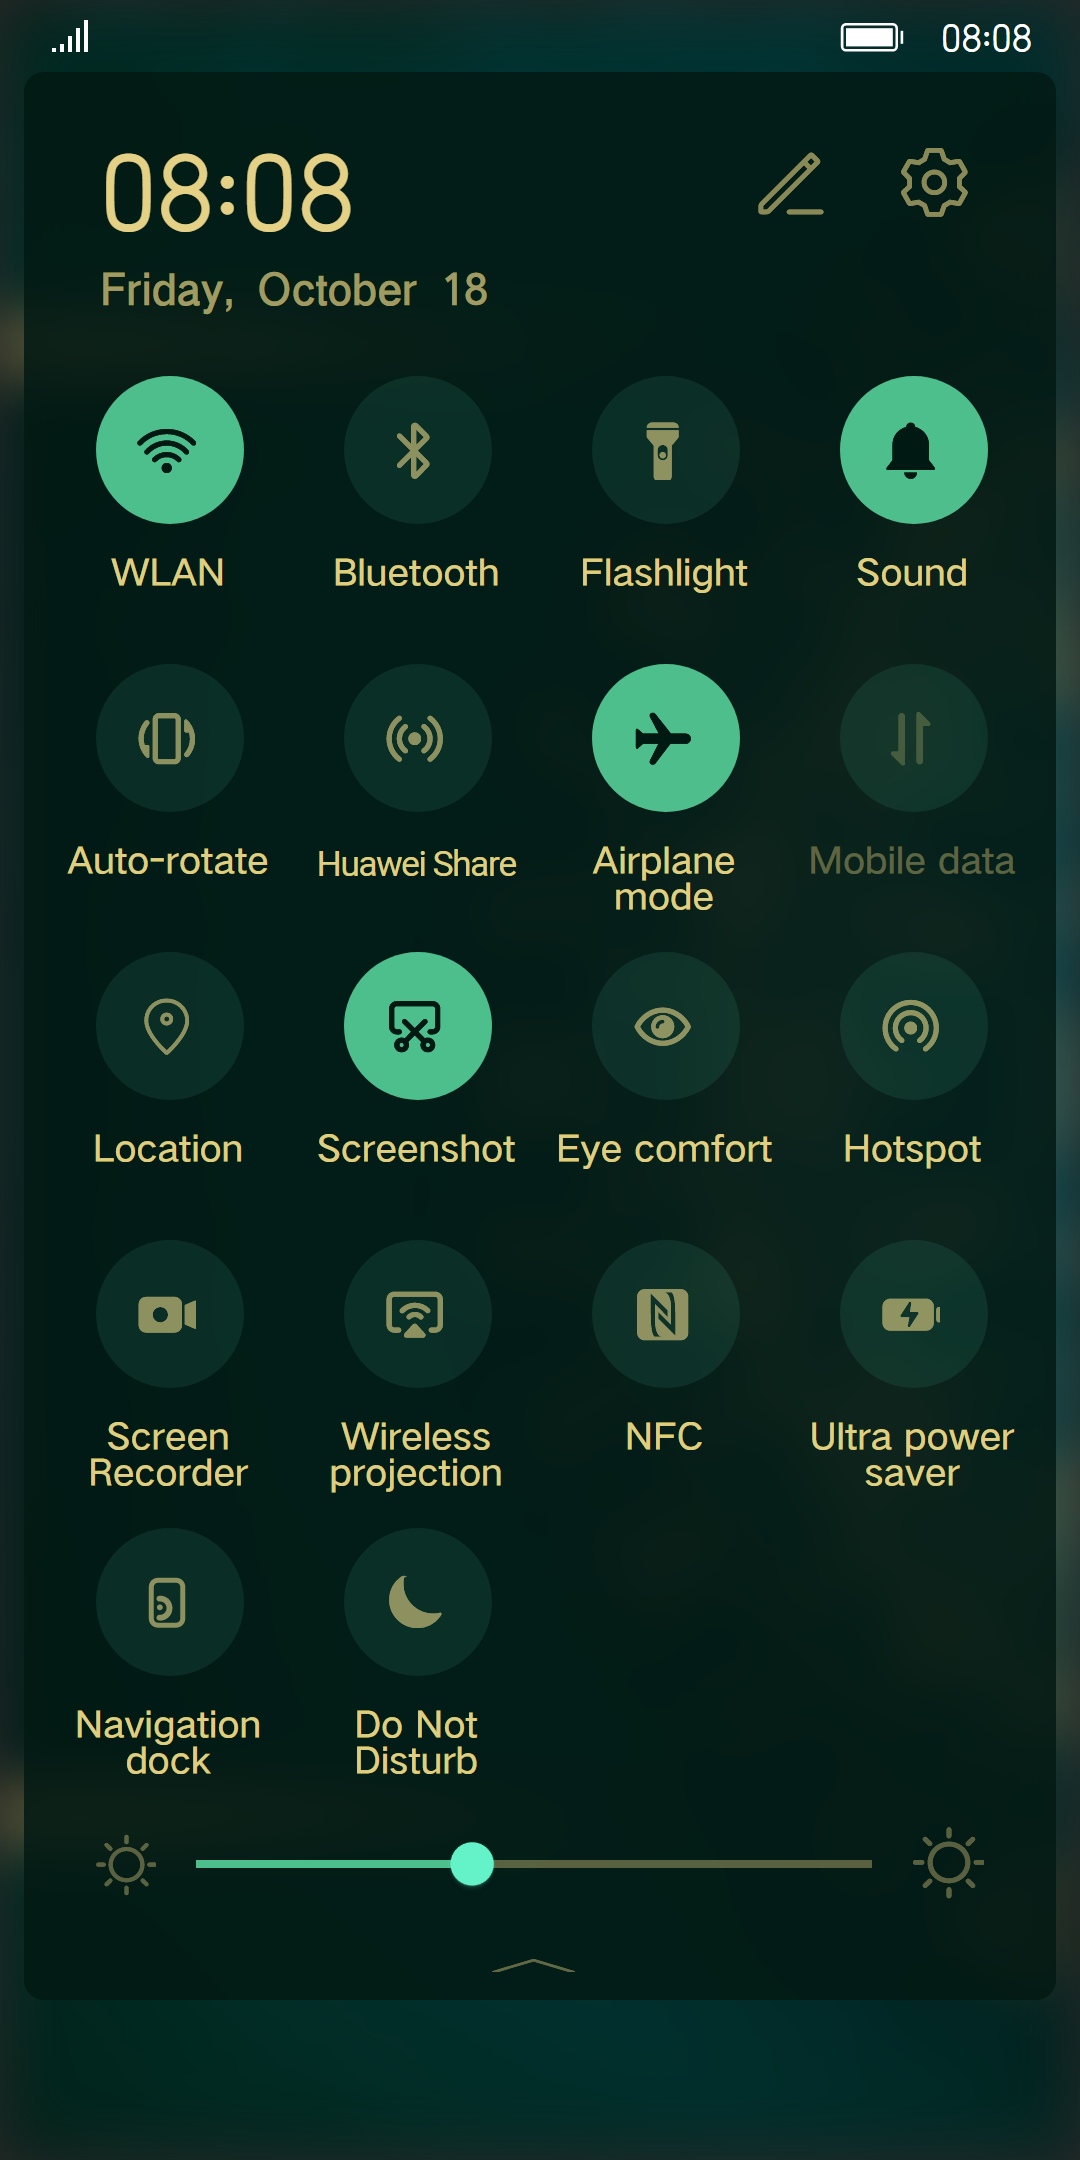 08:08
08:08
Friday, October 18
WLAN Bluetooth Flashlight Sound
Auto-rotate Huawei Share Airplane mode Mobile data
Location Screenshot Eye comfort Hotspot
Screen Recorder Wireless projection NFC Ultra power saver
Navigation dock Do Not Disturb